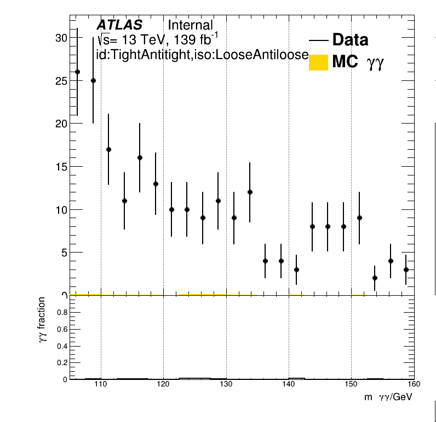 ATLAS Internal
√s= 13 TeV, 139 fb⁻¹
id:TightAntitight,iso:LooseAntiloose
Data
MC γγ
30
25
20
15
10
5
0
γγ fraction
0.8
0.6
0.4
0.2
0
110 120 130 140 150 160
m γγ/GeV